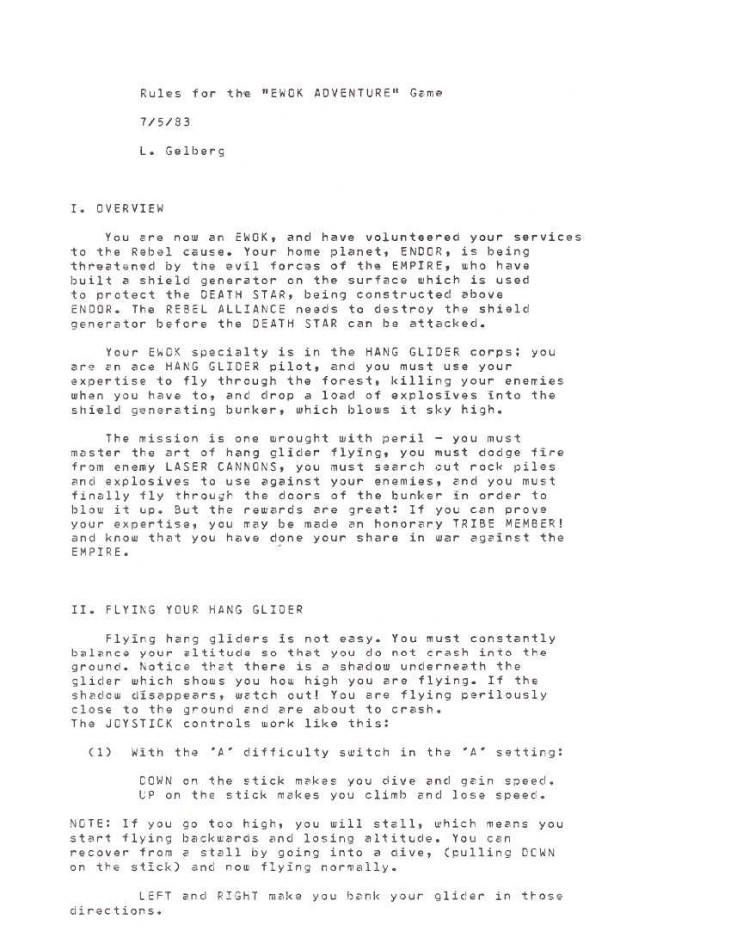 Rules for the "EWOK ADVENTURE" Game
7/5/83
L. Gelberg
I. OVERVIEW
You are now an EWOK, and have volunteered your services
to the Rebel cause. Your home planet, ENDOR, is being
threatened by the evil forces of the EMPIRE, who have
built a shield generator on the surface which is used
to protect the DEATH STAR, being constructed above
ENDOR. The REBEL ALLIANCE needs to destroy the shield
generator before the DEATH STAR can be attacked.
Your EWOK specialty is in the HANG GLIDER corps; you
are an ace HANG GLIDER pilot, and you must use your
expertise to fly through the forest, killing your enemies
when you have to, and drop a load of explosives into the
shield generating bunker, which blows it sky high.
The mission is one wrought with peril - you must
master the art of hang glider flying, you must dodge fire
from enemy LASER CANNONS, you must search out rock piles
and explosives to use against your enemies, and you must
finally fly through the doors of the bunker in order to
blow it up. But the rewards are great: If you can prove
your expertise, you may be made an honorary TRIBE MEMBER!
and know that you have done your share in war against the
EMPIRE.
II. FLYING YOUR HANG GLIDER
Flying hang gliders is not easy. You must constantly
balance your altitude so that you do not crash into the
ground. Notice that there is a shadow underneath the
glider which shows you how high you are flying. If the
shadow disappears, watch out! You are flying perilously
close to the ground and are about to crash.
The JOYSTICK controls work like this:
(1) With the 'A' difficulty switch in the 'A' setting:
DOWN on the stick makes you dive and gain speed.
UP on the stick makes you climb and lose speed.
NOTE: If you go too high, you will stall, which means you
start flying backwards and losing altitude. You can
recover from a stall by going into a dive, (pulling DOWN
on the stick) and now flying normally.
LEFT and RIGHT make you bank your glider in those
directions.